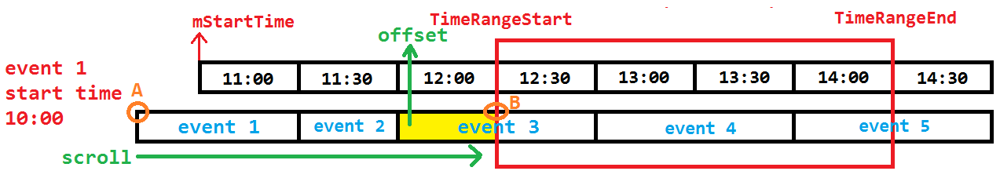 mStartTime
TimeRangeStart
TimeRangeEnd
offset
event 1
start time
10:00
A
11:00 11:30 12:00 12:30 13:00 13:30 14:00 14:30
B
event 1 event 2 event 3 event 4 event 5
scroll